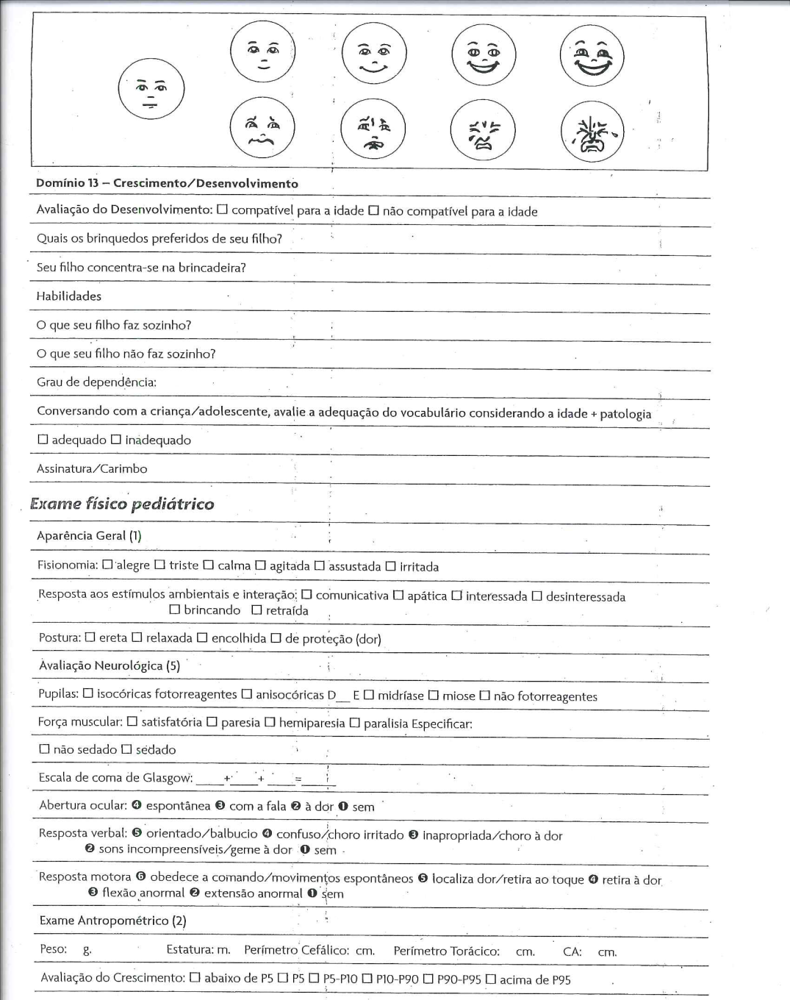 Domínio 13 – Crescimento/Desenvolvimento
Avaliação do Desenvolvimento: ☐ compatível para a idade ☐ não compatível para a idade
Quais os brinquedos preferidos de seu filho?
Seu filho concentra-se na brincadeira?
Habilidades
O que seu filho faz sozinho?
O que seu filho não faz sozinho?
Grau de dependência:
Conversando com a criança/adolescente, avalie a adequação do vocabulário considerando a idade + patologia
☐ adequado ☐ inadequado
Assinatura/Carimbo
Exame físico pediátrico
Aparência Geral (1)
Fisionomia: ☐ alegre ☐ triste ☐ calma ☐ agitada ☐ assustada ☐ irritada
Resposta aos estímulos ambientais e interação: ☐ comunicativa ☐ apática ☐ interessada ☐ desinteressada
☐ brincando ☐ retraída
Postura: ☐ ereta ☐ relaxada ☐ encolhida ☐ de proteção (dor)
Avaliação Neurológica (5)
Pupilas: ☐ isocóricas fotorreagentes ☐ anisocóricas D__ E ☐ midríase ☐ miose ☐ não fotorreagentes
Força muscular: ☐ satisfatória ☐ paresia ☐ hemiparesia ☐ paralisia Especificar:
☐ não sedado ☐ sedado
Escala de coma de Glasgow: ____+____+____=____
Abertura ocular: ❹ espontânea ❸ com a fala ❷ à dor ❶ sem
Resposta verbal: ❺ orientado/balbucio ❹ confuso/choro irritado ❸ inapropriada/choro à dor
❷ sons incompreensíveis/geme à dor ❶ sem
Resposta motora ❻ obedece a comando/movimentos espontâneos ❺ localiza dor/retira ao toque ❹ retira à dor
❸ flexão anormal ❷ extensão anormal ❶ sem
Exame Antropométrico (2)
Peso: g. Estatura: m. Perímetro Cefálico: cm. Perímetro Torácico: cm. CA: cm.
Avaliação do Crescimento: ☐ abaixo de P5 ☐ P5 ☐ P5-P10 ☐ P10-P90 ☐ P90-P95 ☐ acima de P95